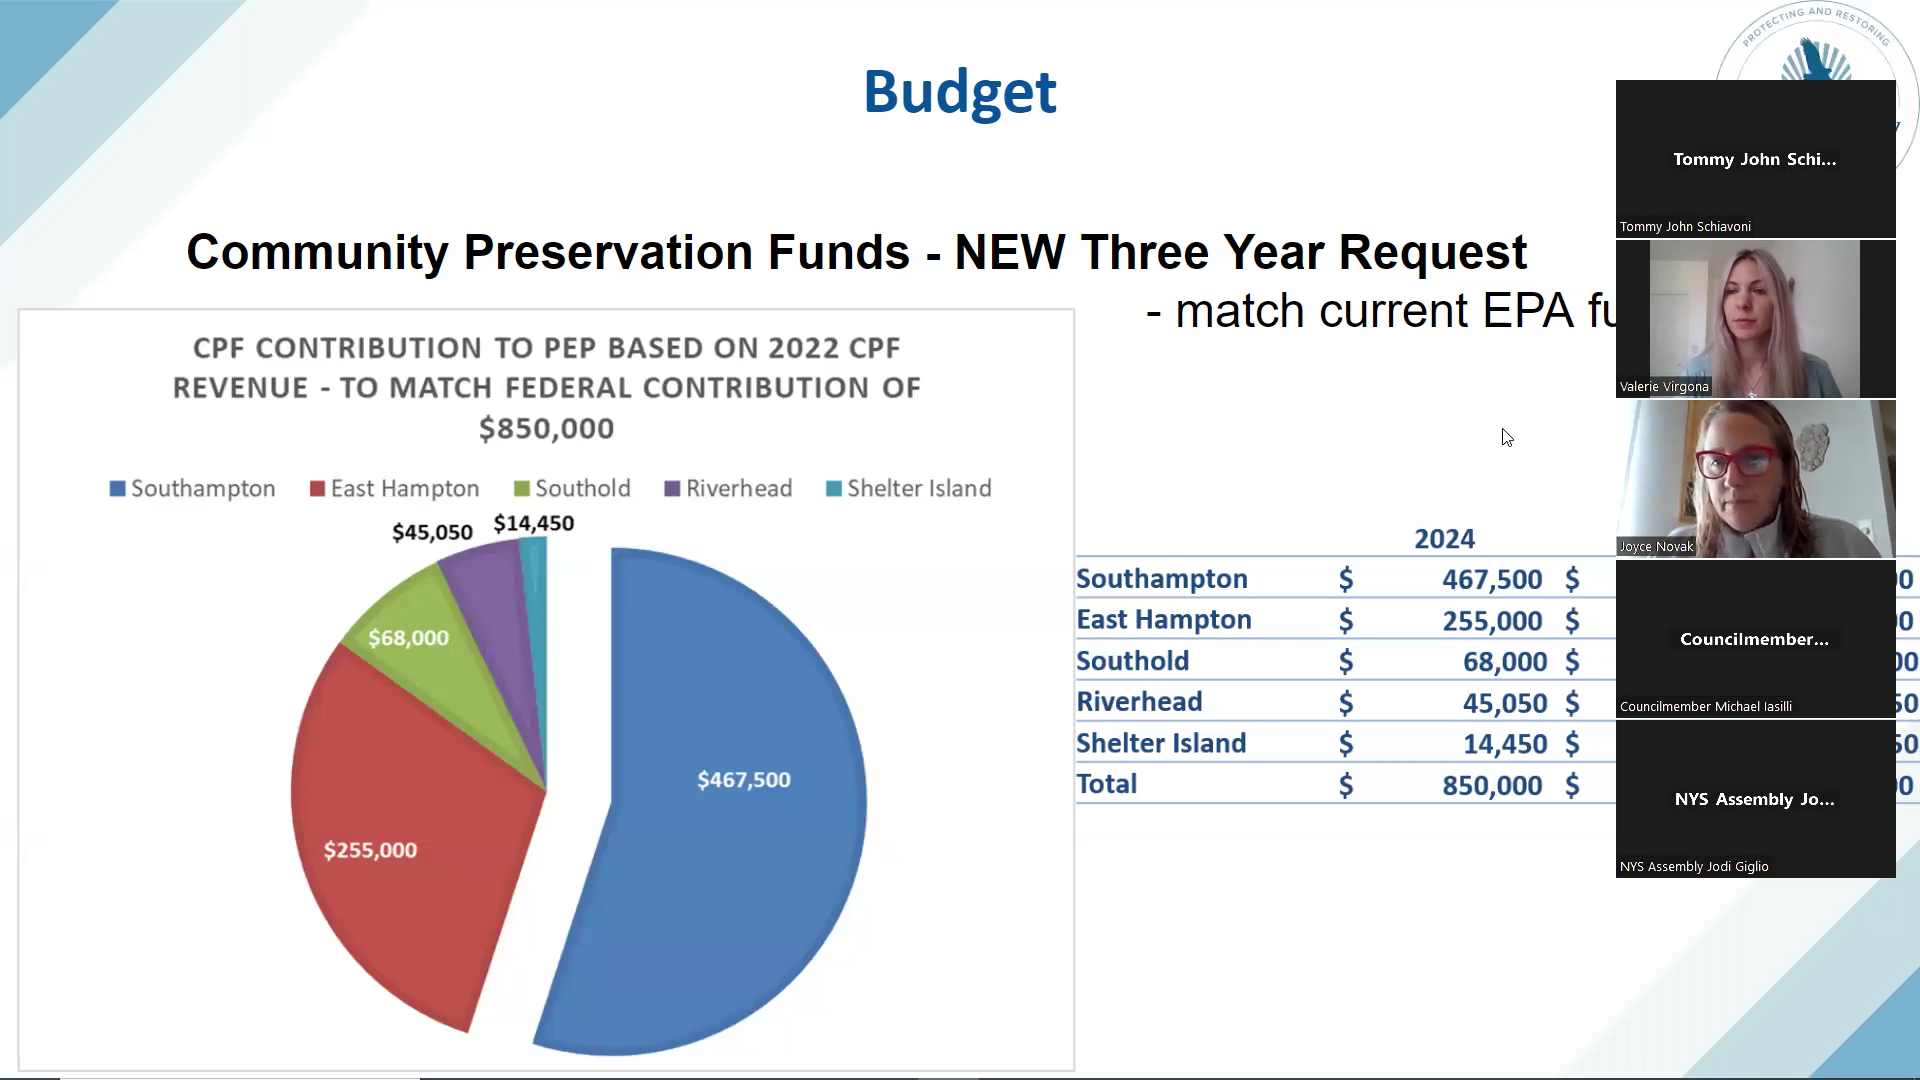 PROTECTING AND RESTORING
Budget
Community Preservation Funds - NEW Three Year Request
- match current EPA
CPF CONTRIBUTION TO PEP BASED ON 2022 CPF
REVENUE - TO MATCH FEDERAL CONTRIBUTION OF
$850,000
Southampton East Hampton Southold Riverhead Shelter Island
$45,050 $14,450
$68,000
$467,500
$255,000
2024
Southampton $ 467,500 $
East Hampton $ 255,000 $
Southold $ 68,000 $
Riverhead $ 45,050 $
Shelter Island $ 14,450 $
Total $ 850,000 $
Tommy John Schi...
Tommy John Schiavoni
Valerie Virgona
Joyce Novak
Councilmember...
Councilmember Michael Iasilli
NYS Assembly Jo...
NYS Assembly Jodi Giglio